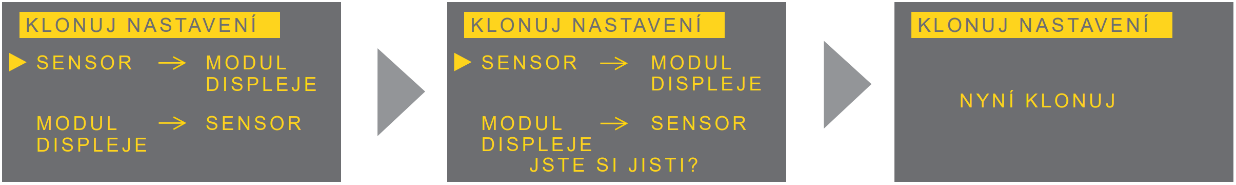 KLONUJ NASTAVENÍ
SENSOR → MODUL
DISPLEJE
MODUL → SENSOR
DISPLEJE
KLONUJ NASTAVENÍ
SENSOR → MODUL
DISPLEJE
MODUL → SENSOR
DISPLEJE
JSTE SI JISTI?
KLONUJ NASTAVENÍ
NYNÍ KLONUJ